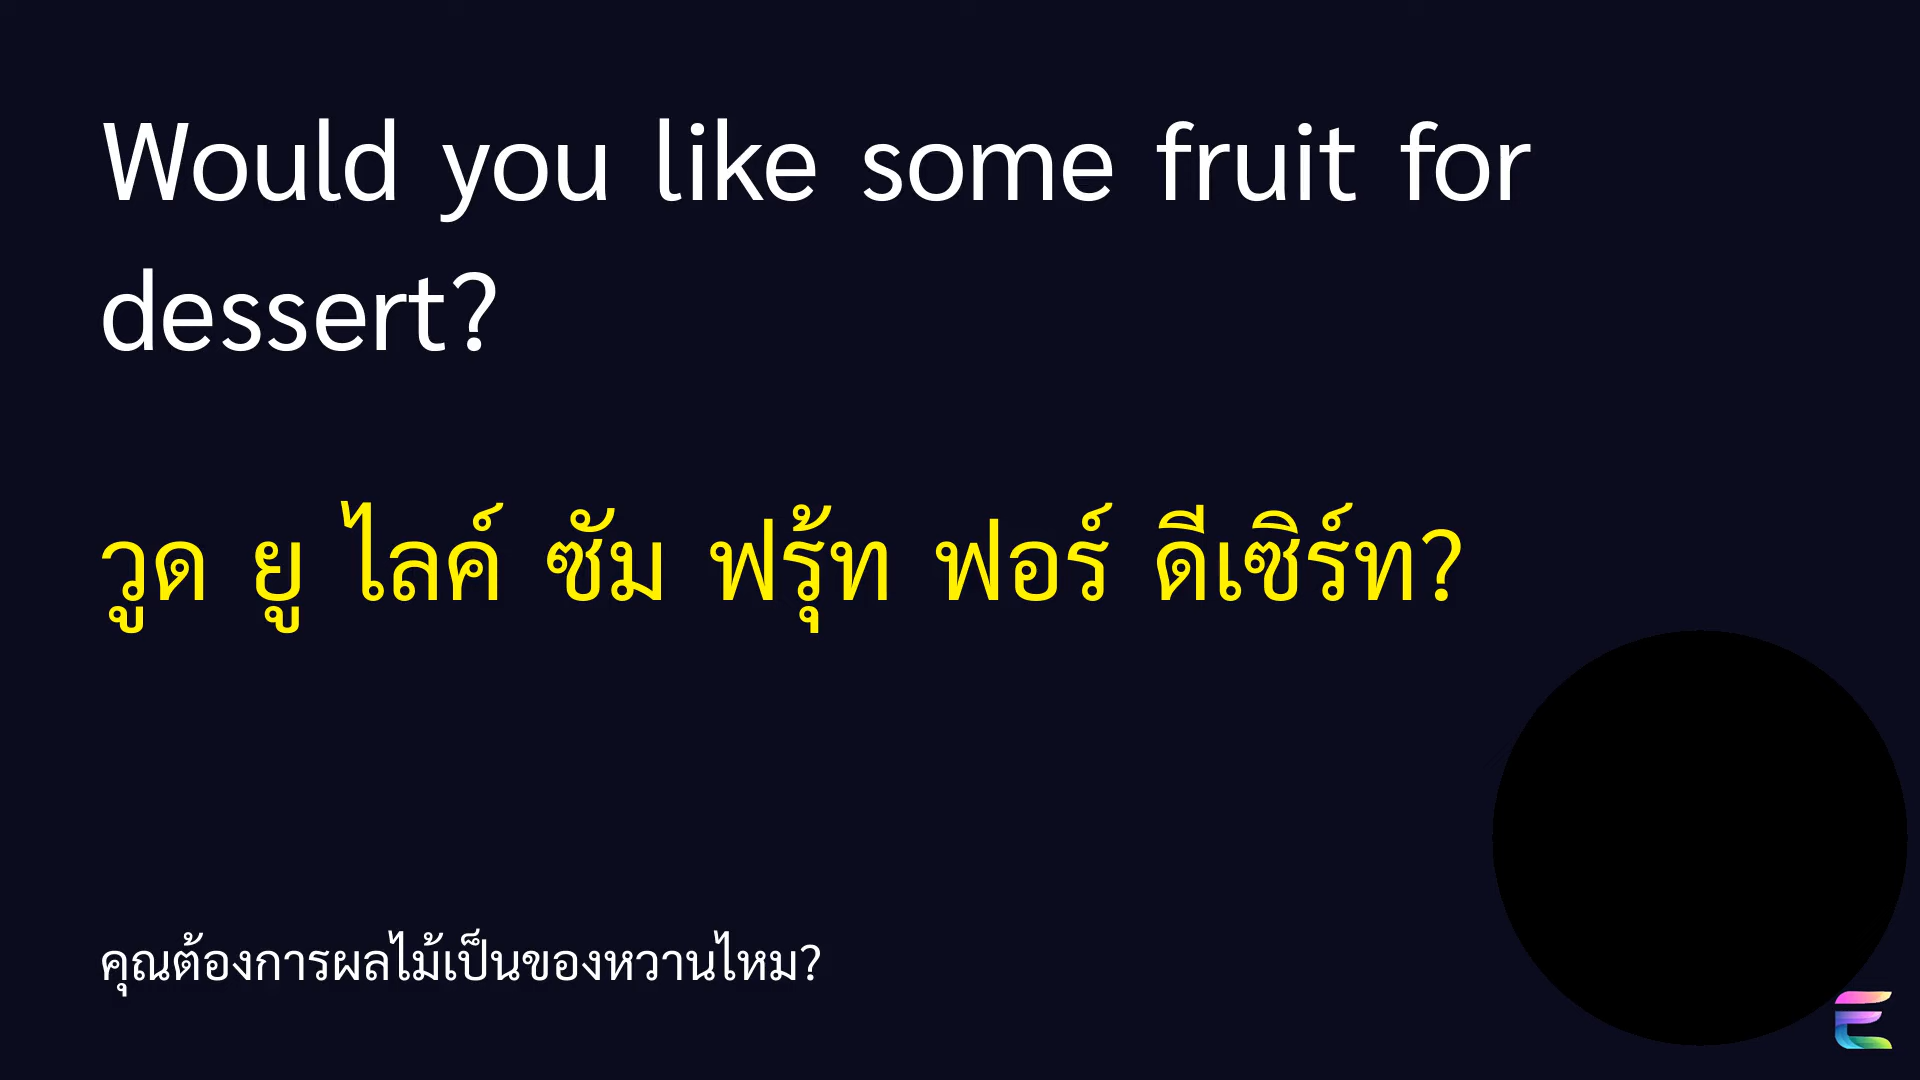 Would you like some fruit for
dessert?
วูด ยู ไลค์ ซัม ฟรุ้ท ฟอร์ ดีเซิร์ท?
คุณต้องการผลไม้เป็นของหวานไหม?